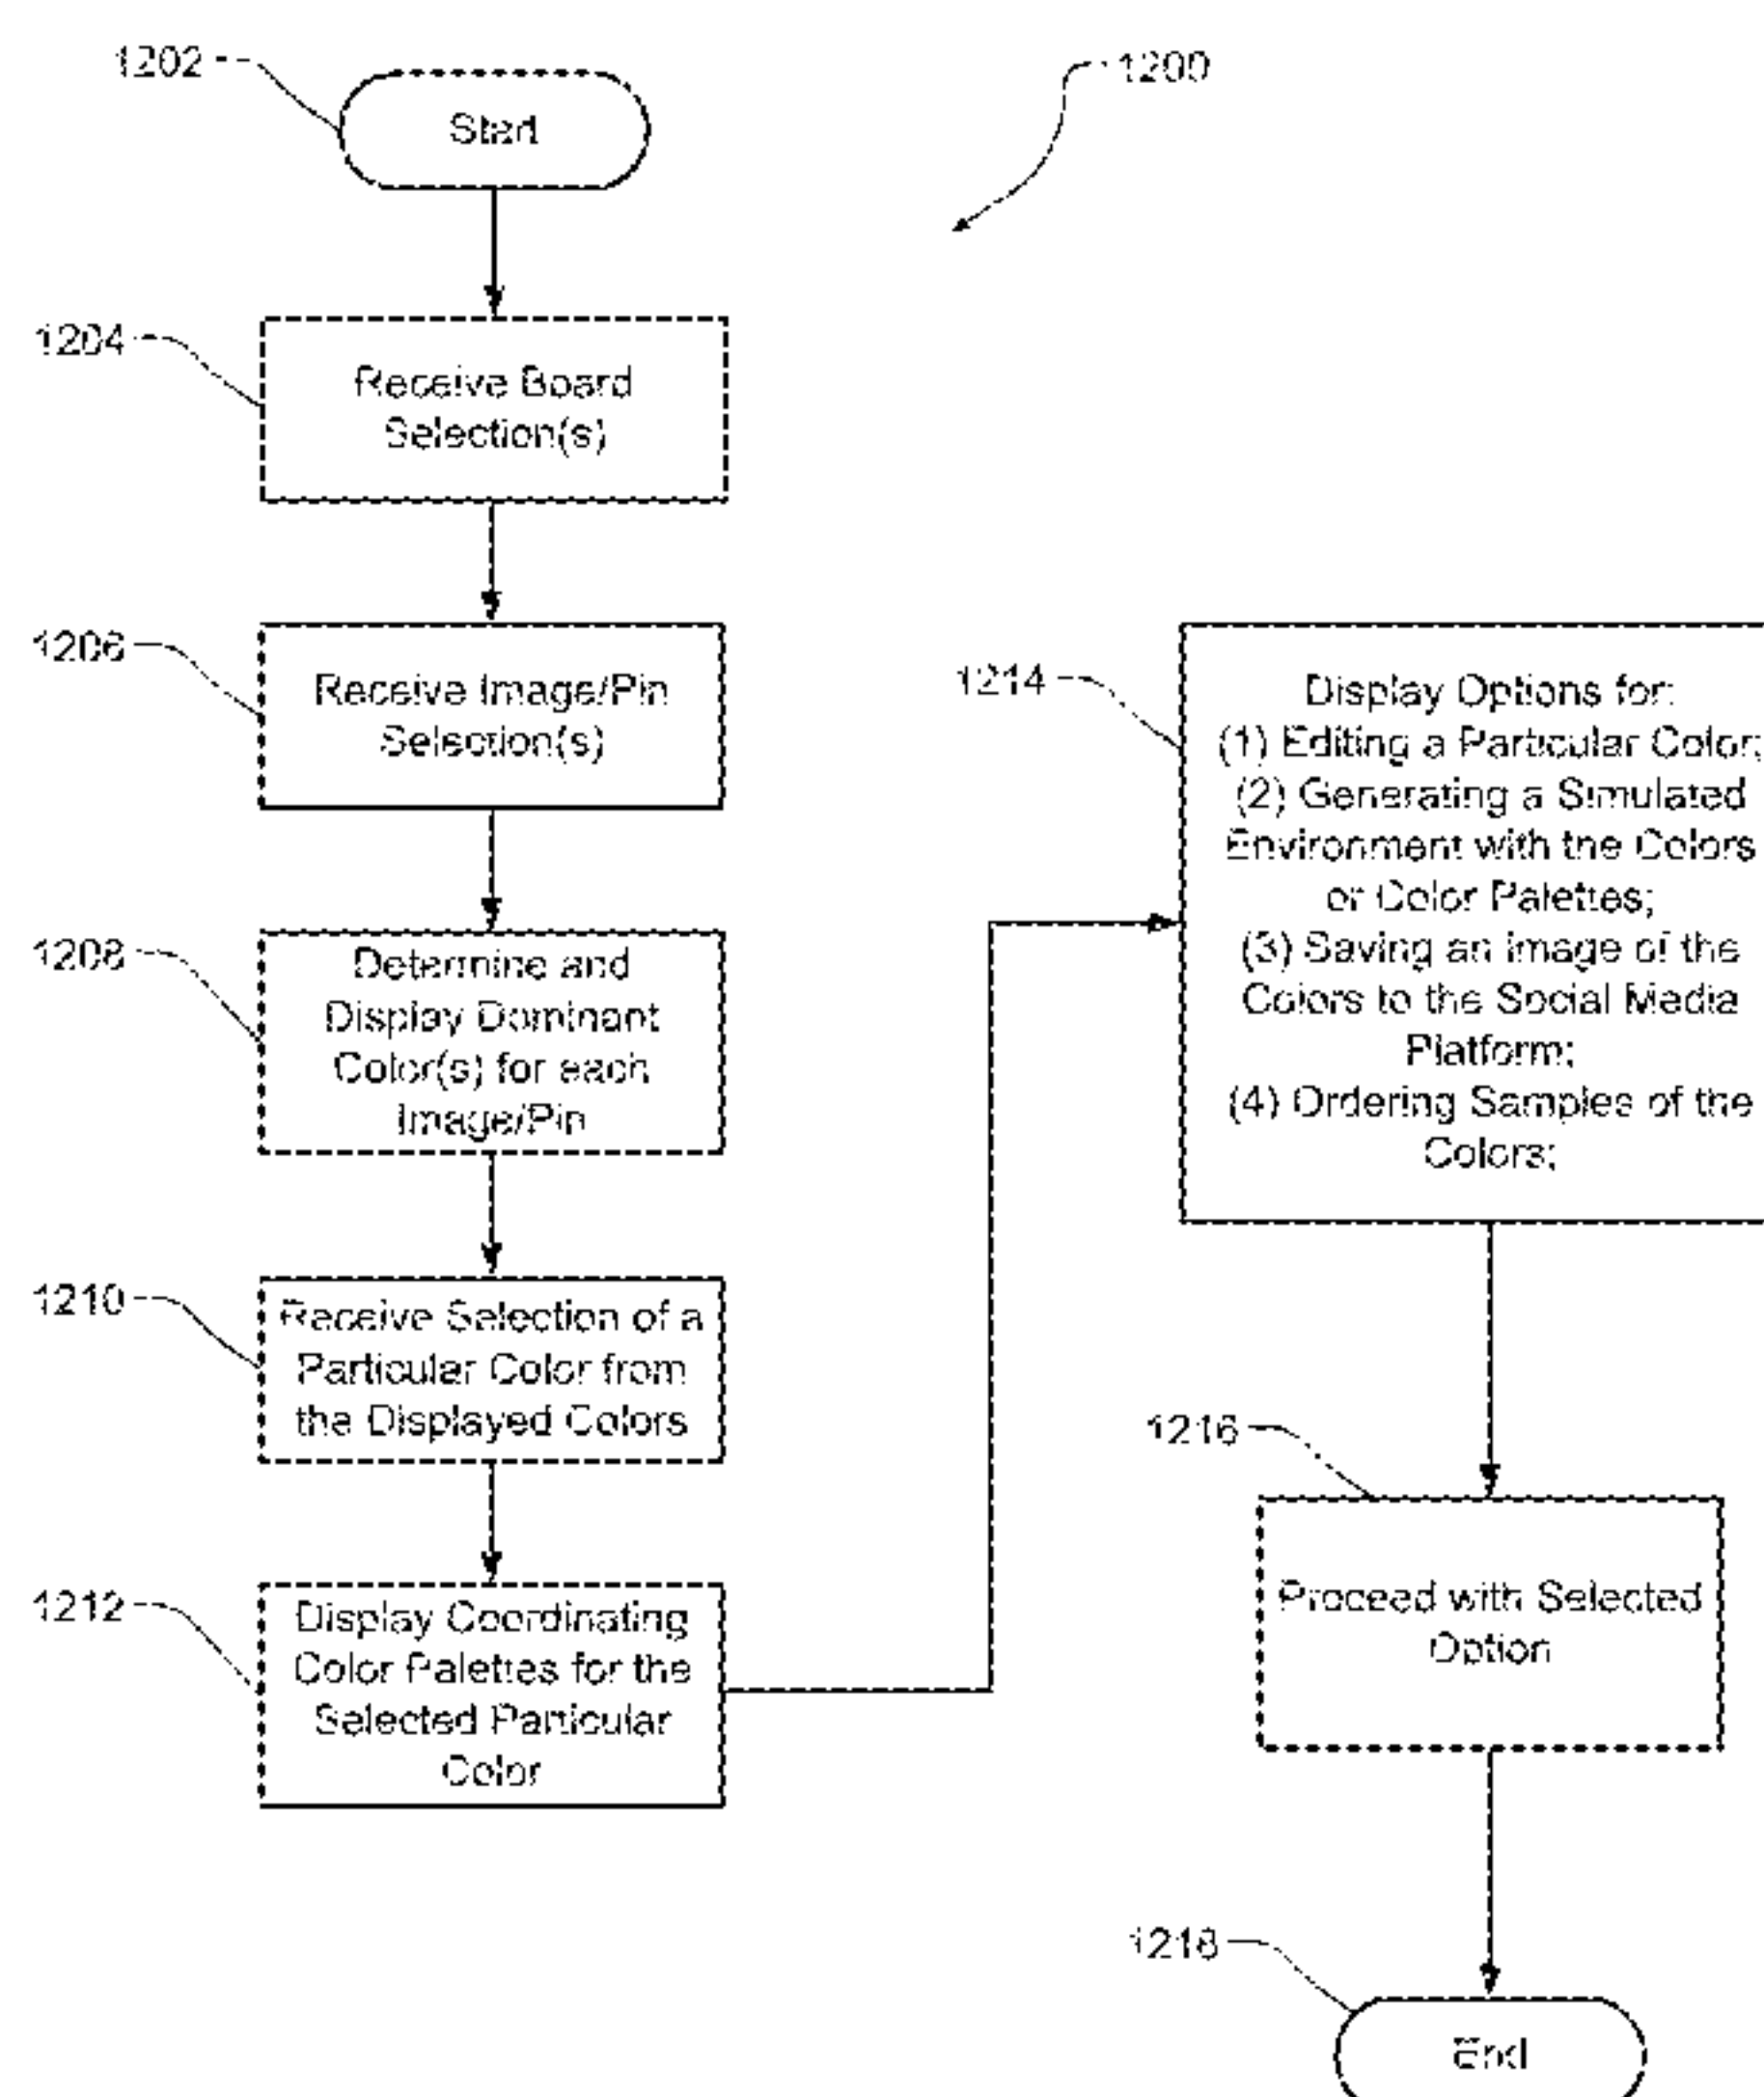 1202
1200
Start
1204
Receive Board
Selection(s)
1206
Receive Image/Pin
Selection(s)
1208
Determine and
Display Dominant
Color(s) for each
Image/Pin
1210
Receive Selection of a
Particular Color from
the Displayed Colors
1212
Display Coordinating
Color Palettes for the
Selected Particular
Color
1214
Display Options for:
(1) Editing a Particular Color;
(2) Generating a Simulated
Environment with the Colors
or Color Palettes;
(3) Saving an image of the
Colors to the Social Media
Platform;
(4) Ordering Samples of the
Colors;
1216
Proceed with Selected
Option
1218
End